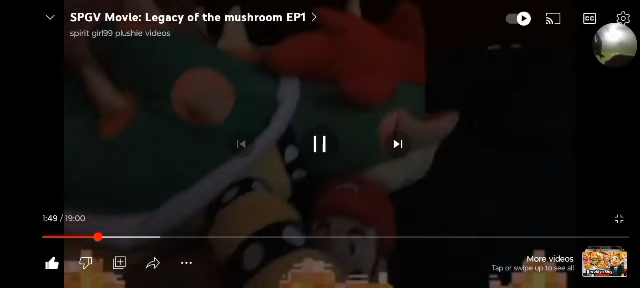 SPGV Movie: Legacy of the mushroom EP1
spirit girl99 plushie videos
CC
1:49 / 19:00
More videos
Tap or swipe up to see all